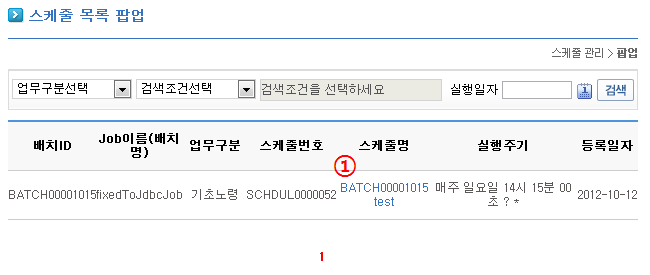 스케줄 목록 팝업
스케줄 관리 > 팝업
업무구분선택 검색조건선택 검색조건을 선택하세요 실행일자 1 검색
배치ID Job이름(배치명) 업무구분 스케줄번호 스케줄명 실행주기 등록일자
①
BATCH00001015 fixedToJdbcJob 기초노령 SCHDUL0000052 BATCH00001015 매주 일요일 14시 15분 00 2012-10-12
test 초 ? *
1